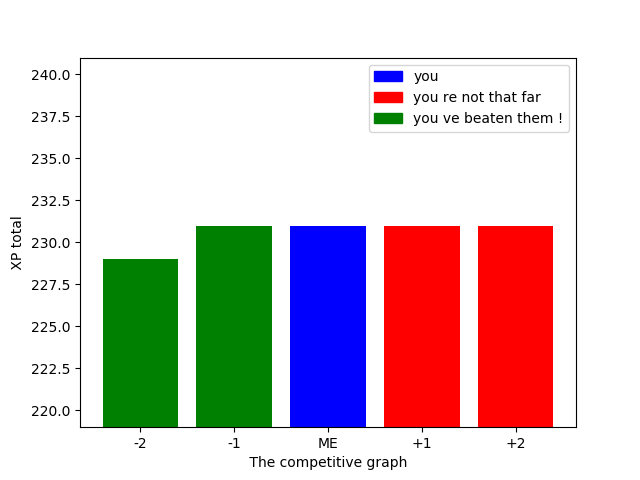 240.0
237.5
235.0
232.5
230.0
227.5
225.0
222.5
220.0
XP total
you
you re not that far
you ve beaten them !
-2 -1 ME +1 +2
The competitive graph